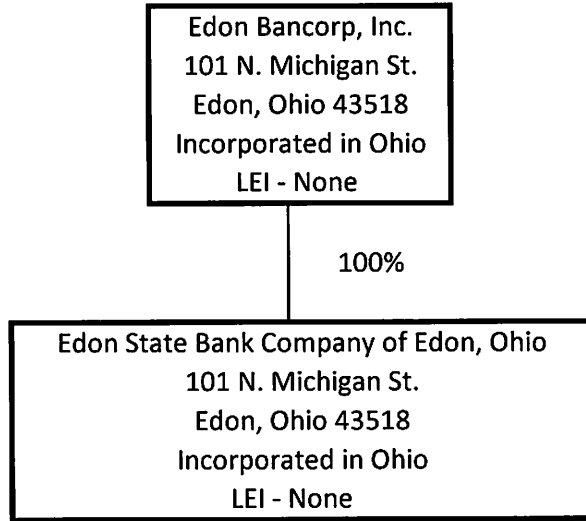 Edon Bancorp, Inc.
101 N. Michigan St.
Edon, Ohio 43518
Incorporated in Ohio
LEI - None
100%
Edon State Bank Company of Edon, Ohio
101 N. Michigan St.
Edon, Ohio 43518
Incorporated in Ohio
LEI - None